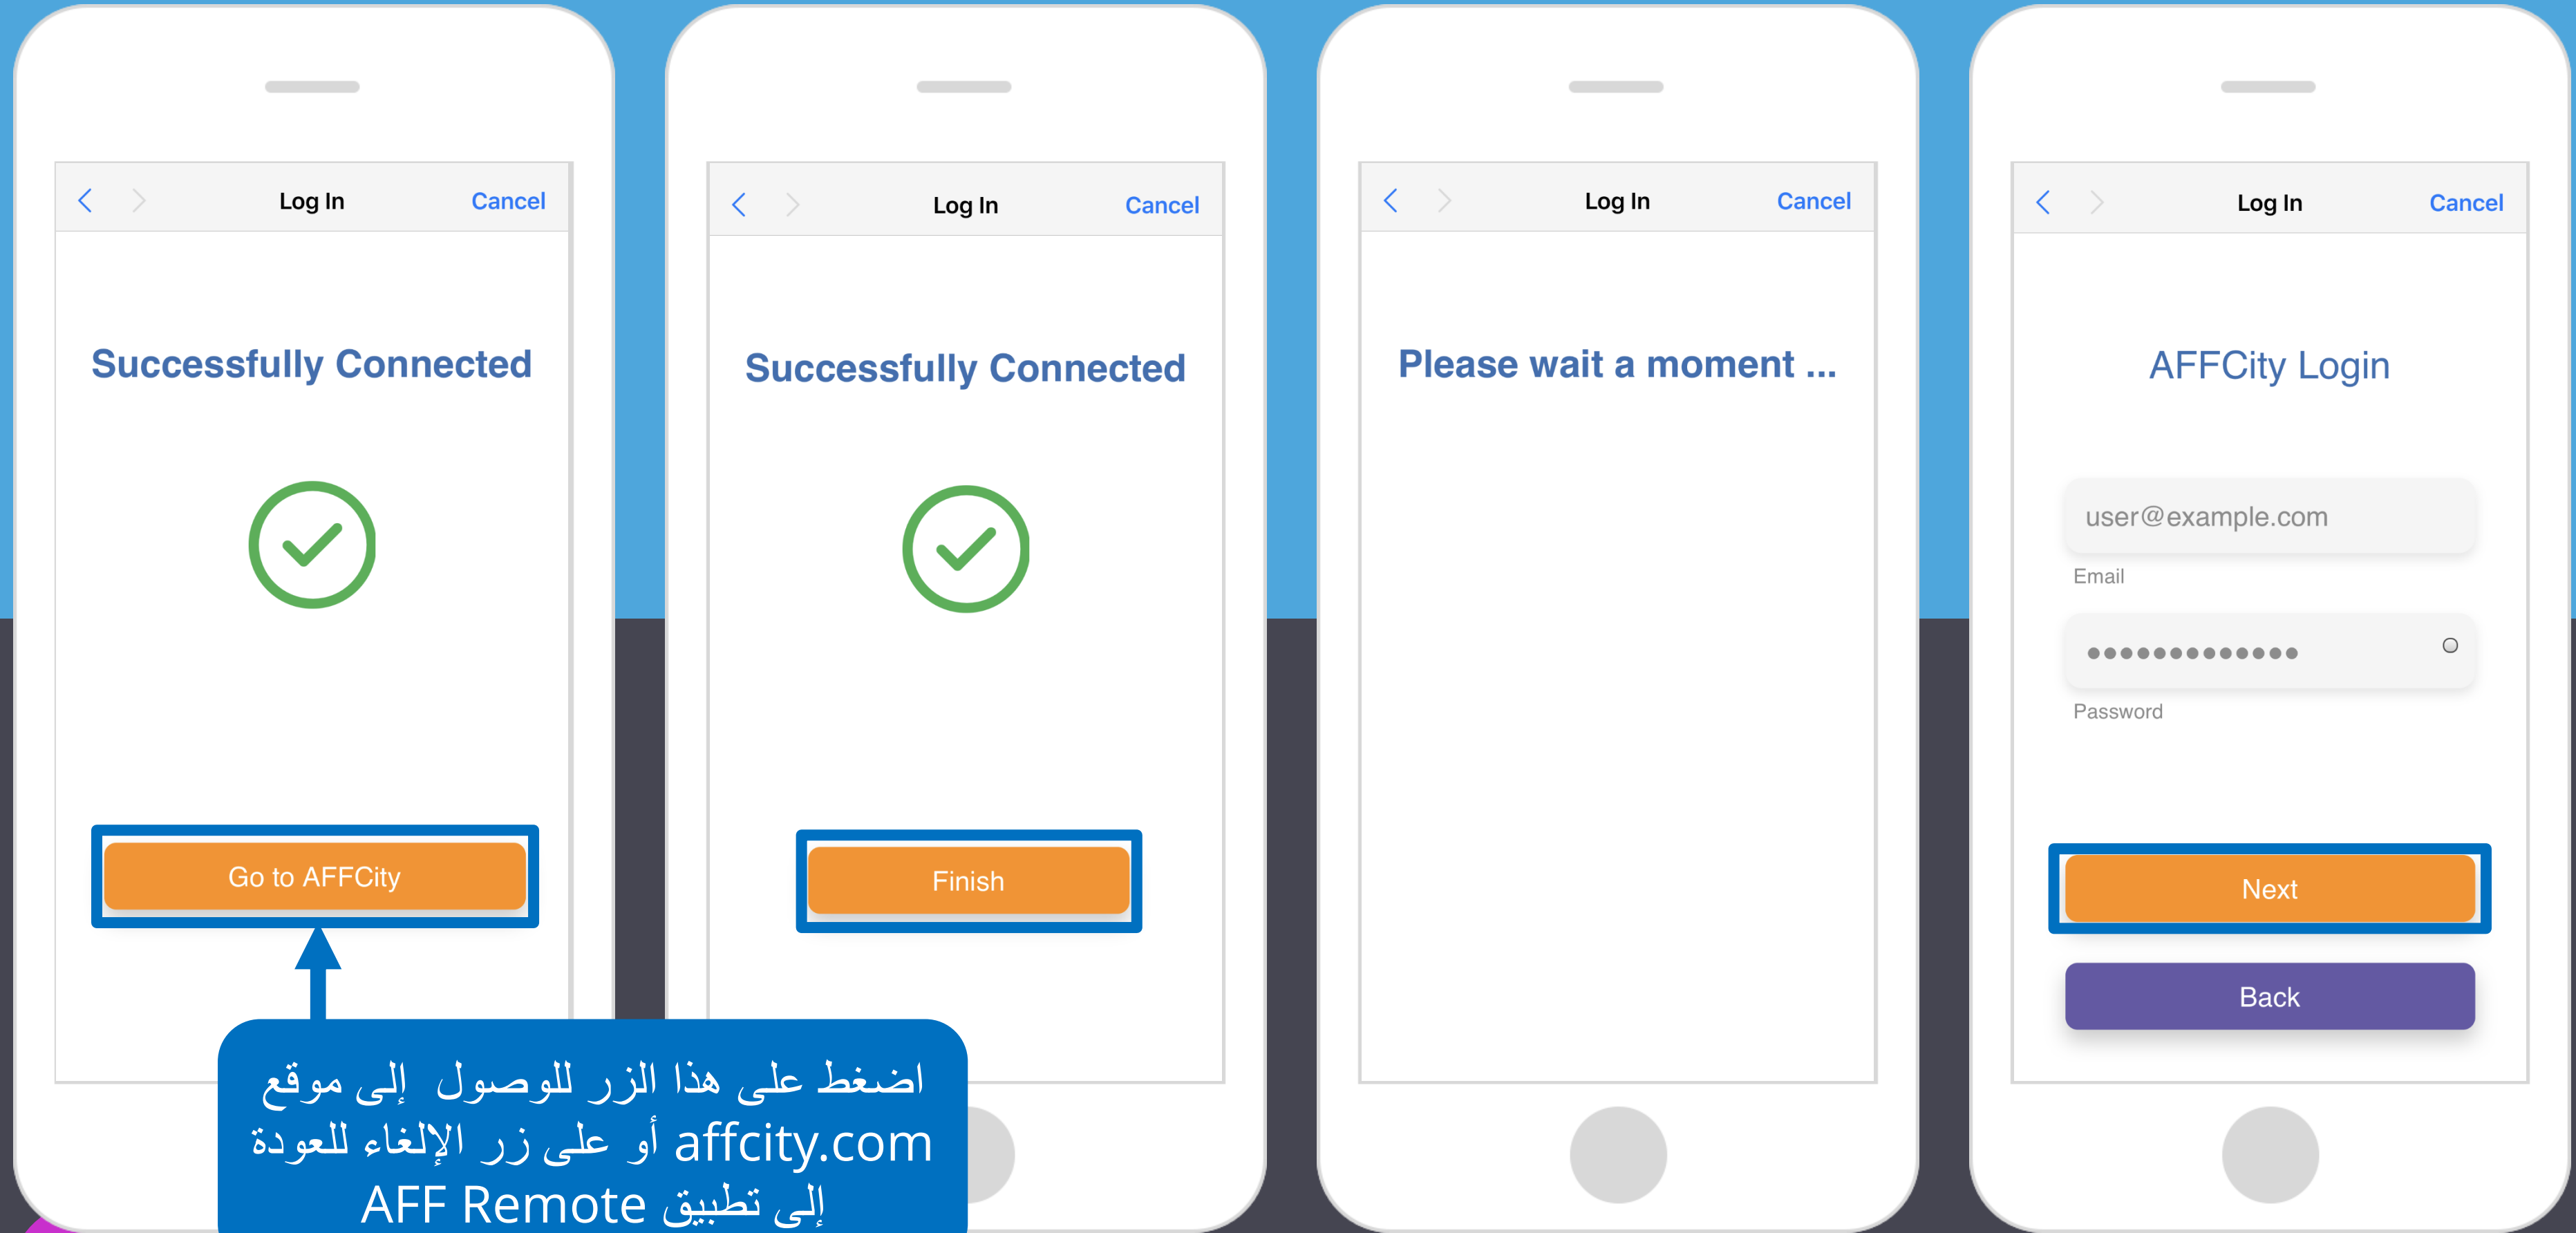 Log In
Cancel
Successfully Connected
Go to AFFCity
اضغط على هذا الزر للوصول إلى موقع
affcity.com أو على زر الإلغاء للعودة
إلى تطبيق AFF Remote
Log In
Cancel
Successfully Connected
Finish
Log In
Cancel
Please wait a moment ...
Log In
Cancel
AFFCity Login
user@example.com
Email
•••••••••••••
Password
Next
Back